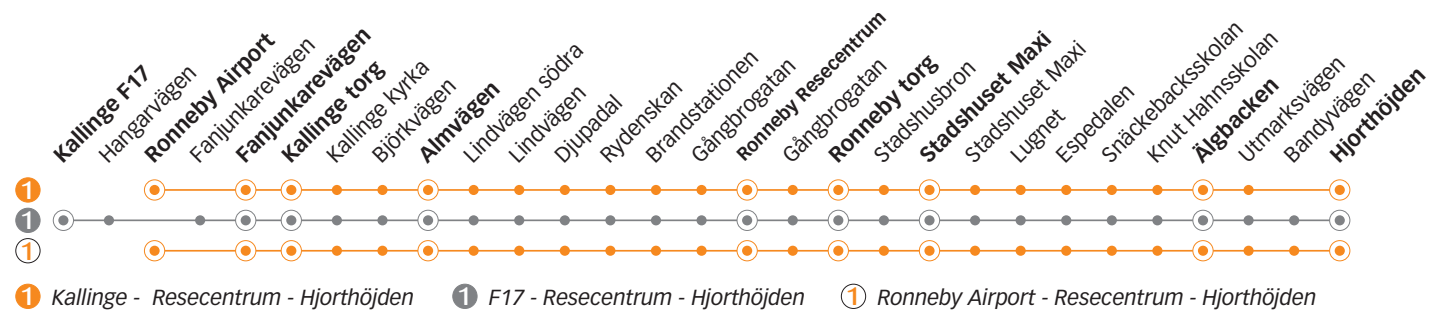 Kallinge F17
Hangarvägen
Ronneby Airport
Fanjunkarevägen
Fanjunkarevägen
Kallinge torg
Kallinge kyrka
Björkvägen
Almvägen
Lindvägen södra
Lindvägen
Djupadal
Rydenskan
Brandstationen
Gångbrogatan
Ronneby Resecentrum
Gångbrogatan
Ronneby torg
Stadshusbron
Stadshuset Maxi
Stadshuset Maxi
Lugnet
Espedalen
Snäckebacksskolan
Knut Hahnsskolan
Älgbacken
Utmarksvägen
Bandyvägen
Hjorthöjden
1
1
1
1 Kallinge - Resecentrum - Hjorthöjden 1 F17 - Resecentrum - Hjorthöjden 1 Ronneby Airport - Resecentrum - Hjorthöjden